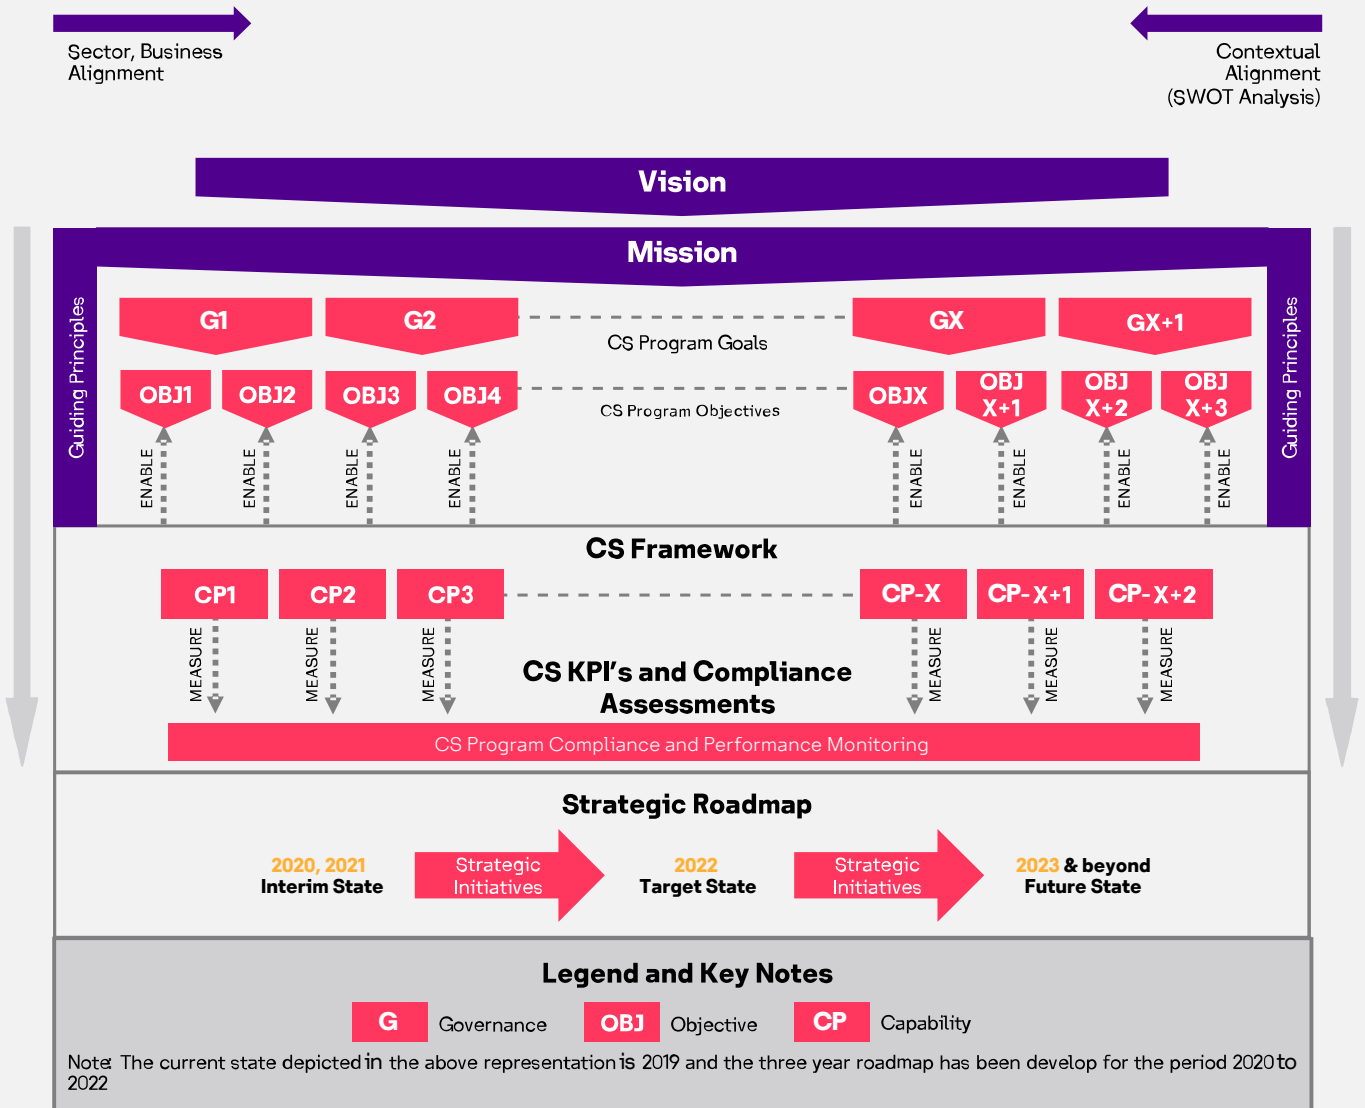 Sector, Business
Alignment
Contextual
Alignment
(SWOT Analysis)
Vision
Mission
Guiding Principles
Guiding Principles
G1
G2
GX
GX+1
CS Program Goals
OBJ1
OBJ2
OBJ3
OBJ4
OBJX
OBJ
X+1
OBJ
X+2
OBJ
X+3
CS Program Objectives
ENABLE
ENABLE
ENABLE
ENABLE
ENABLE
ENABLE
ENABLE
ENABLE
CS Framework
CP1
CP2
CP3
CP-X
CP-X+1
CP-X+2
MEASURE
MEASURE
MEASURE
MEASURE
MEASURE
MEASURE
CS KPI's and Compliance
Assessments
CS Program Compliance and Performance Monitoring
Strategic Roadmap
2020, 2021
Interim State
Strategic
Initiatives
2022
Target State
Strategic
Initiatives
2023 & beyond
Future State
Legend and Key Notes
G
Governance
OBJ
Objective
CP
Capability
Note: The current state depicted in the above representation is 2019 and the three year roadmap has been develop for the period 2020 to
2022